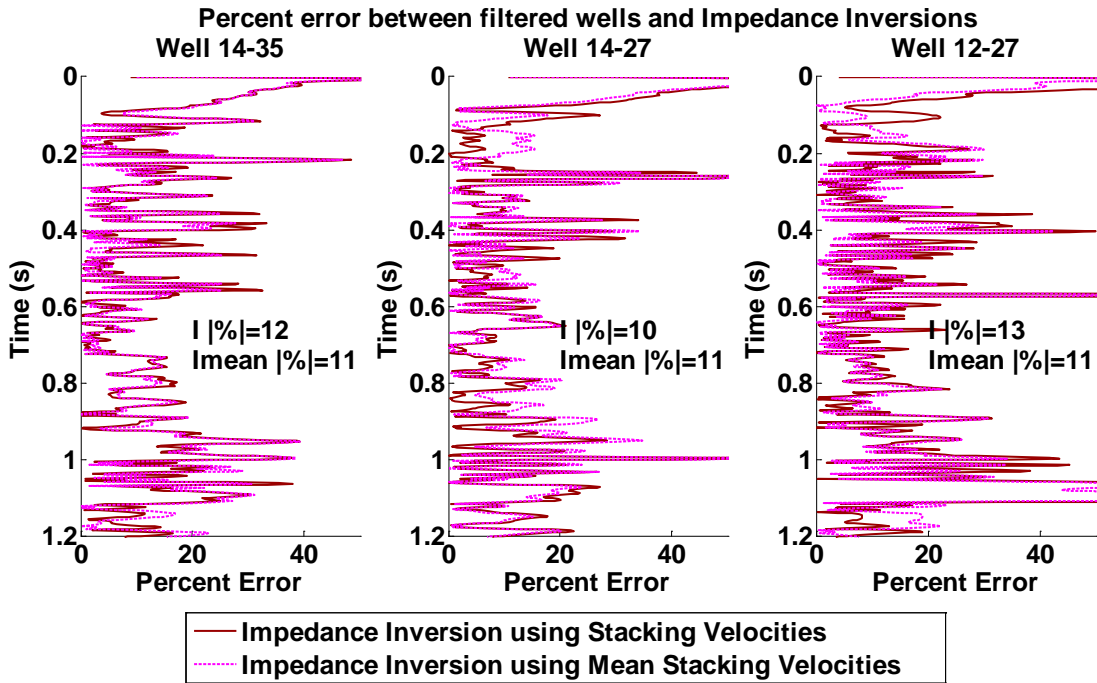 Percent error between filtered wells and Impedance Inversions
Well 14-35
Well 14-27
Well 12-27
Time (s)
0
0.2
0.4
0.6
0.8
1
1.2
I |%|=12
Imean |%|=11
0 20 40
Percent Error
Time (s)
0
0.2
0.4
0.6
0.8
1
1.2
I |%|=10
Imean |%|=11
0 20 40
Percent Error
Time (s)
0
0.2
0.4
0.6
0.8
1
1.2
I |%|=13
Imean |%|=11
0 20 40
Percent Error
Impedance Inversion using Stacking Velocities
Impedance Inversion using Mean Stacking Velocities